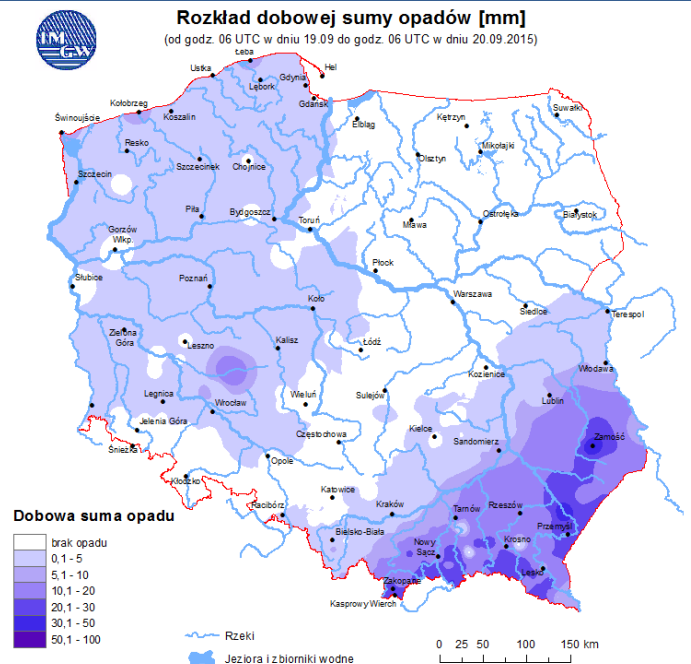 Rozkład dobowej sumy opadów [mm]
(od godz. 06 UTC w dniu 19.09 do godz. 06 UTC w dniu 20.09.2015)
IM
GW
Łeba
Hel
Ustka
Gdynia
Lębork
Gdańsk
Kołobrzeg
Koszalin
Świnoujście
Elbląg
Kętrzyn
Suwałki
Resko
Szczecinek
Chojnice
Olsztyn
Mikołajki
Szczecin
Piła
Bydgoszcz
Toruń
Mława
Ostrołęka
Białystok
Gorzów
Wlkp.
Płock
Słubice
Poznań
Koło
Warszawa
Siedlce
Terespol
Zielona
Góra
Leszno
Kalisz
Łódź
Kozienice
Włodawa
Legnica
Wrocław
Wieluń
Sulejów
Lublin
Jelenia Góra
Częstochowa
Kielce
Sandomierz
Zamość
Śnieżka
Opole
Kłodzko
Katowice
Racibórz
Kraków
Tarnów
Rzeszów
Przemyśl
Bielsko-Biała
Nowy
Sącz
Krosno
Lesko
Zakopane
Kasprowy Wierch
Dobowa suma opadu
brak opadu
0,1 - 5
5,1 - 10
10,1 - 20
20,1 - 30
30,1 - 50
50,1 - 100
Rzeki
Jeziora i zbiorniki wodne
0 25 50 100 150 km